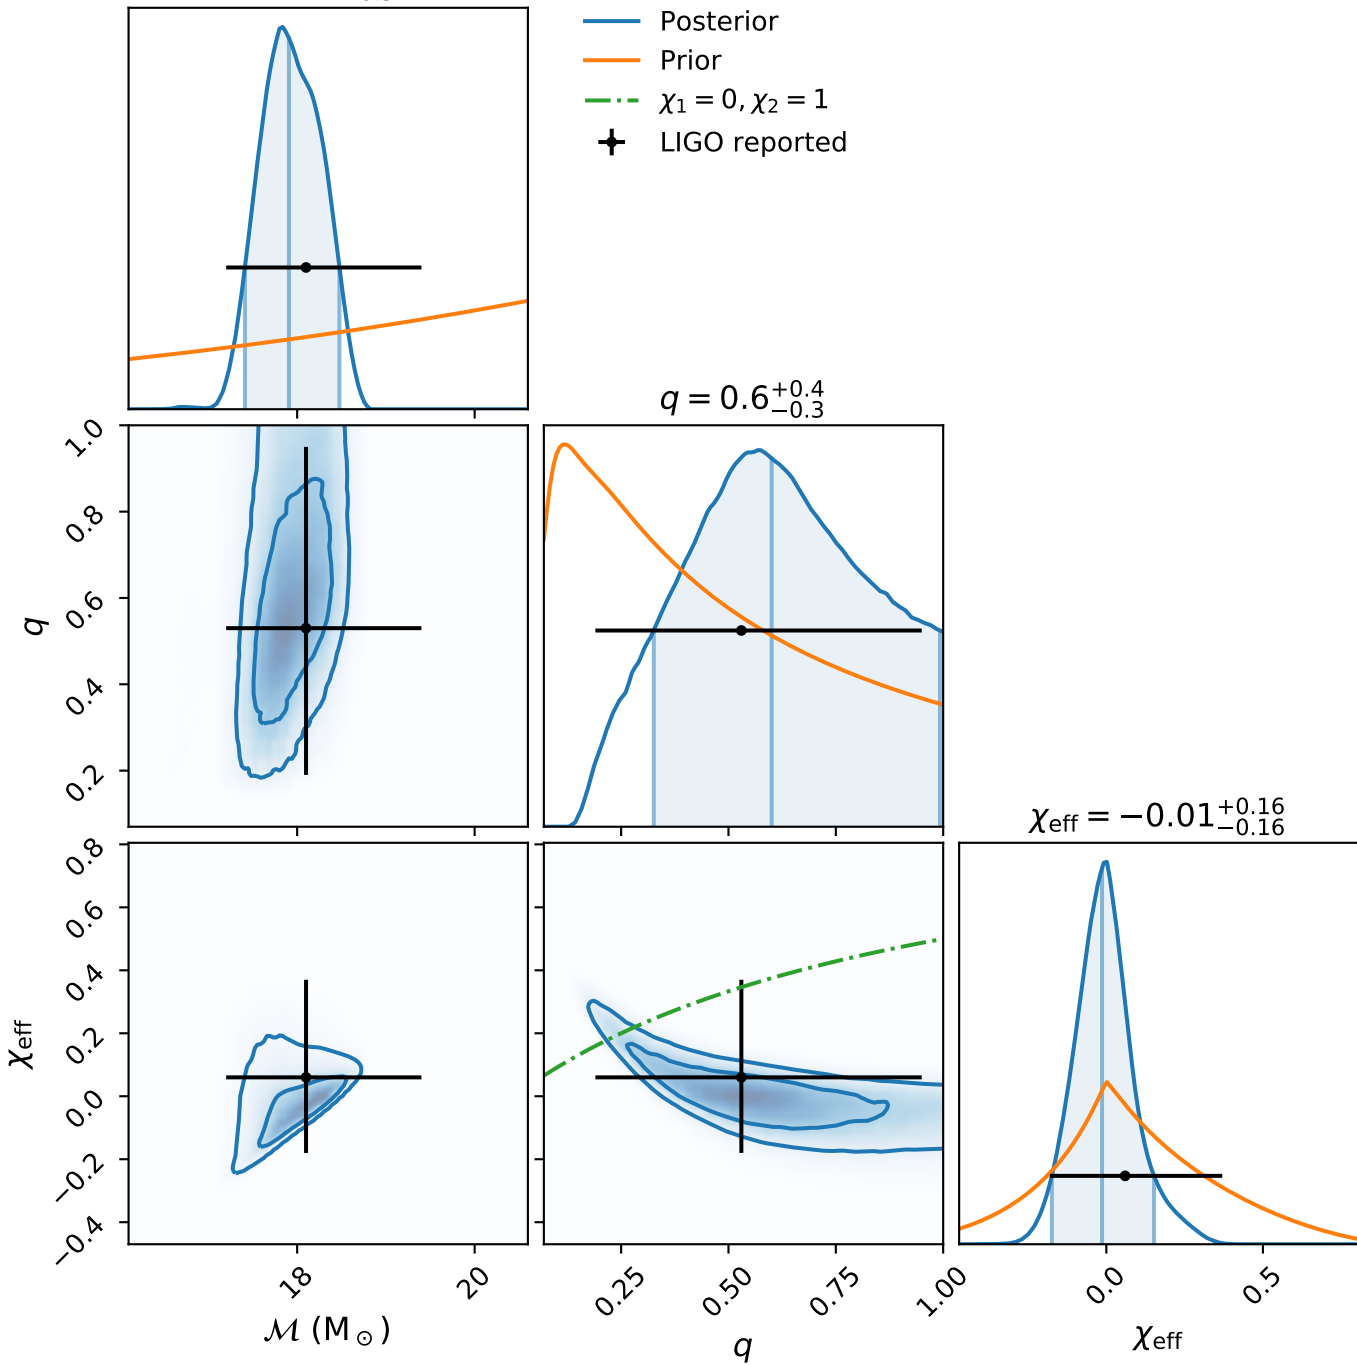 Posterior
Prior
χ₁ = 0, χ₂ = 1
LIGO reported
q = 0.6 +0.4 −0.3
1.0
0.8
0.6
0.4
0.2
q
χeff = −0.01 +0.16 −0.16
0.8
0.6
0.4
0.2
0.0
−0.2
−0.4
χeff
18
20
0.25
0.50
0.75
1.00
0.0
0.5
ℳ (M⊙)
q
χeff